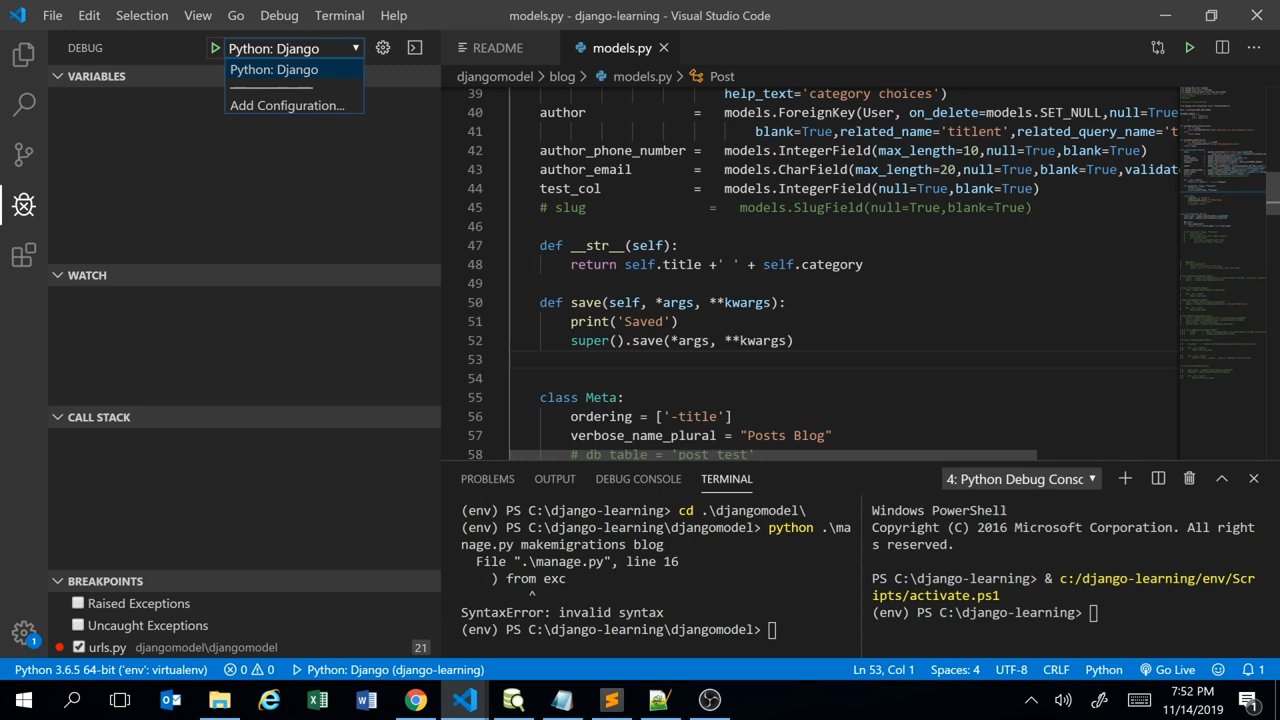 File Edit Selection View Go Debug Terminal Help models.py - django-learning - Visual Studio Code
DEBUG
Python: Django
Python: Django
Add Configuration...
VARIABLES
WATCH
CALL STACK
BREAKPOINTS
Raised Exceptions
Uncaught Exceptions
urls.py djangomodel\djangomodel 21
1
README models.py
djangomodel > blog > models.py > Post
39 help_text='category choices')
40 author = models.ForeignKey(User, on_delete=models.SET_NULL,null=True
41 blank=True,related_name='titlent',related_query_name='t
42 author_phone_number = models.IntegerField(max_length=10,null=True,blank=True)
43 author_email = models.CharField(max_length=20,null=True,blank=True,validat
44 test_col = models.IntegerField(null=True,blank=True)
45 # slug = models.SlugField(null=True,blank=True)
46
47 def __str__(self):
48 return self.title +' ' + self.category
49
50 def save(self, *args, **kwargs):
51 print('Saved')
52 super().save(*args, **kwargs)
53
54
55 class Meta:
56 ordering = ['-title']
57 verbose_name_plural = "Posts Blog"
58 # db_table = 'post_test'
PROBLEMS OUTPUT DEBUG CONSOLE TERMINAL
4: Python Debug Consc
(env) PS C:\django-learning> cd .\djangomodel\
(env) PS C:\django-learning\djangomodel> python .\ma
nage.py makemigrations blog
File ".\manage.py", line 16
) from exc
^
SyntaxError: invalid syntax
(env) PS C:\django-learning\djangomodel>
Windows PowerShell
Copyright (C) 2016 Microsoft Corporation. All right
s reserved.
PS C:\django-learning> & c:/django-learning/env/Scr
ipts/activate.ps1
(env) PS C:\django-learning>
Python 3.6.5 64-bit ('env': virtualenv) 0 0 Python: Django (django-learning) Ln 53, Col 1 Spaces: 4 UTF-8 CRLF Python Go Live 1
7:52 PM
11/14/2019
1